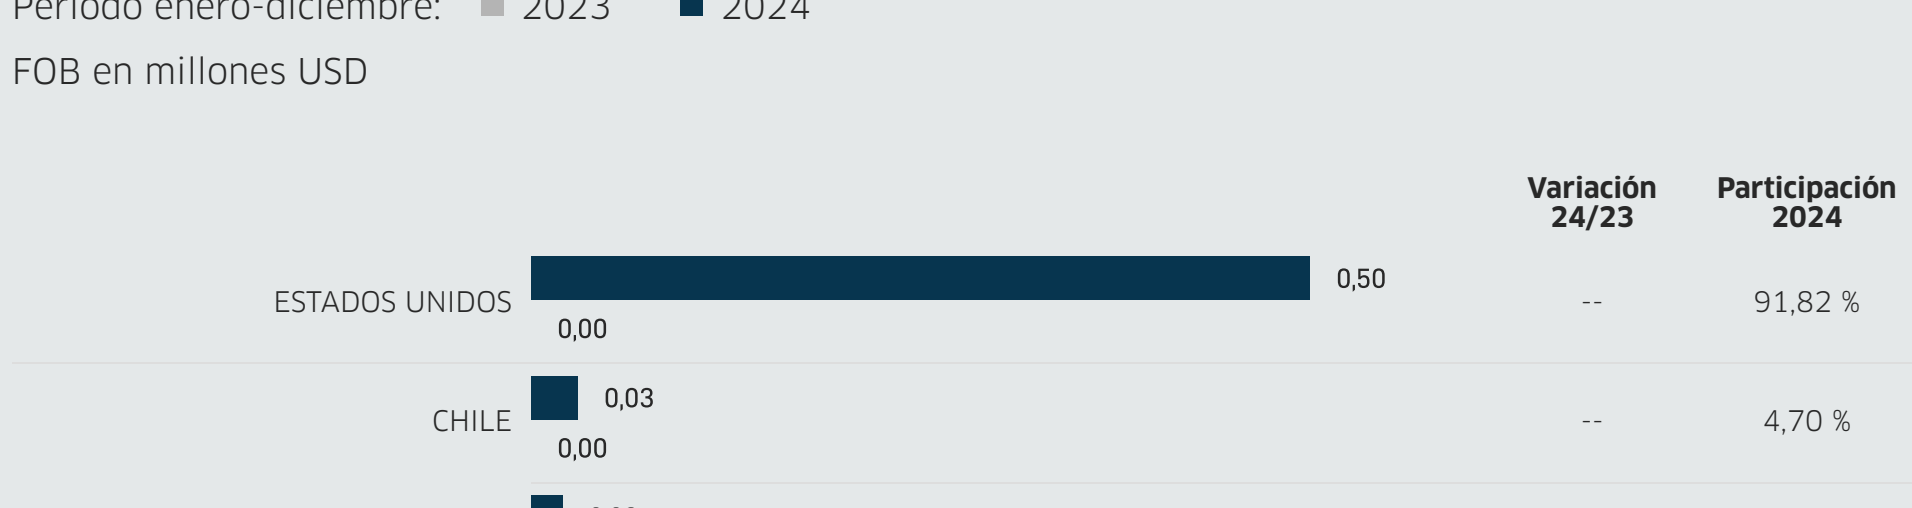 Período enero-diciembre: 2023 2024
FOB en millones USD
Variación Participación
24/23 2024
0,50
ESTADOS UNIDOS -- 91,82 %
0,00
0,03
CHILE -- 4,70 %
0,00